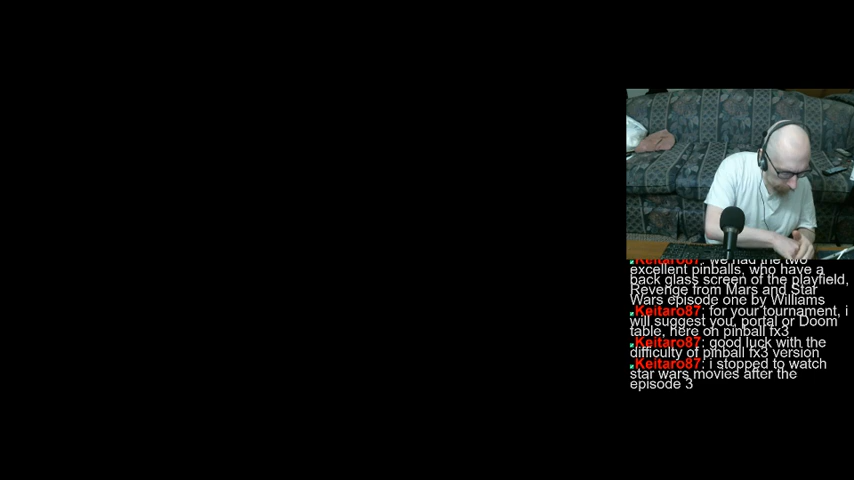 Keitaro87: we had the two
excellent pinballs, who have a
back glass screen of the playfield,
Revenge from Mars and Star
Wars episode one by Williams
Keitaro87: for your tournament, i
will suggest you, portal or Doom
table, here on pinball fx3
Keitaro87: good luck with the
difficulty of pinball fx3 version
Keitaro87: i stopped to watch
star wars movies after the
episode 3